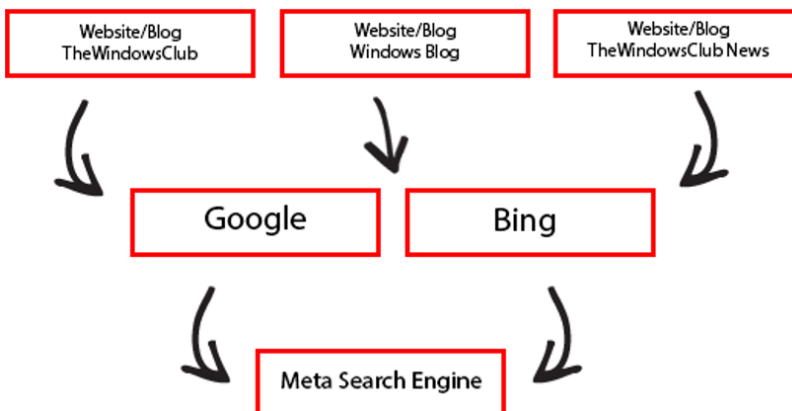 Website/Blog
TheWindowsClub
Website/Blog
Windows Blog
Website/Blog
TheWindowsClub News
Google
Bing
Meta Search Engine